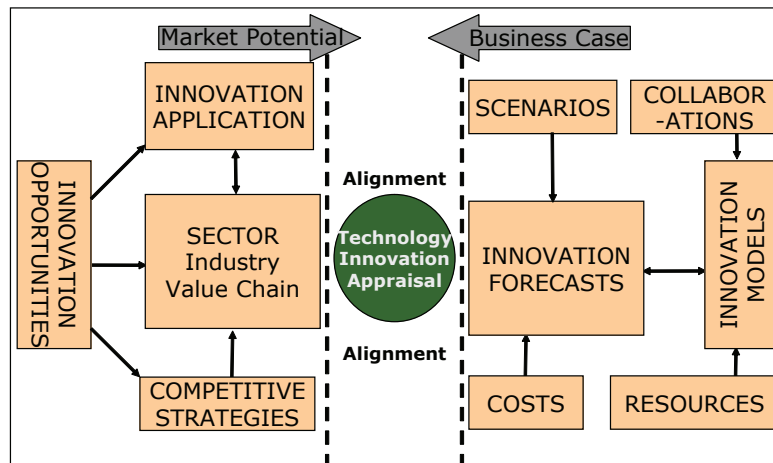 Market Potential
Business Case
INNOVATION
APPLICATION
SCENARIOS
COLLABOR
-ATIONS
INNOVATION
OPPORTUNITIES
SECTOR
Industry
Value Chain
Alignment
Technology
Innovation
Appraisal
Alignment
INNOVATION
FORECASTS
INNOVATION
MODELS
COMPETITIVE
STRATEGIES
COSTS
RESOURCES